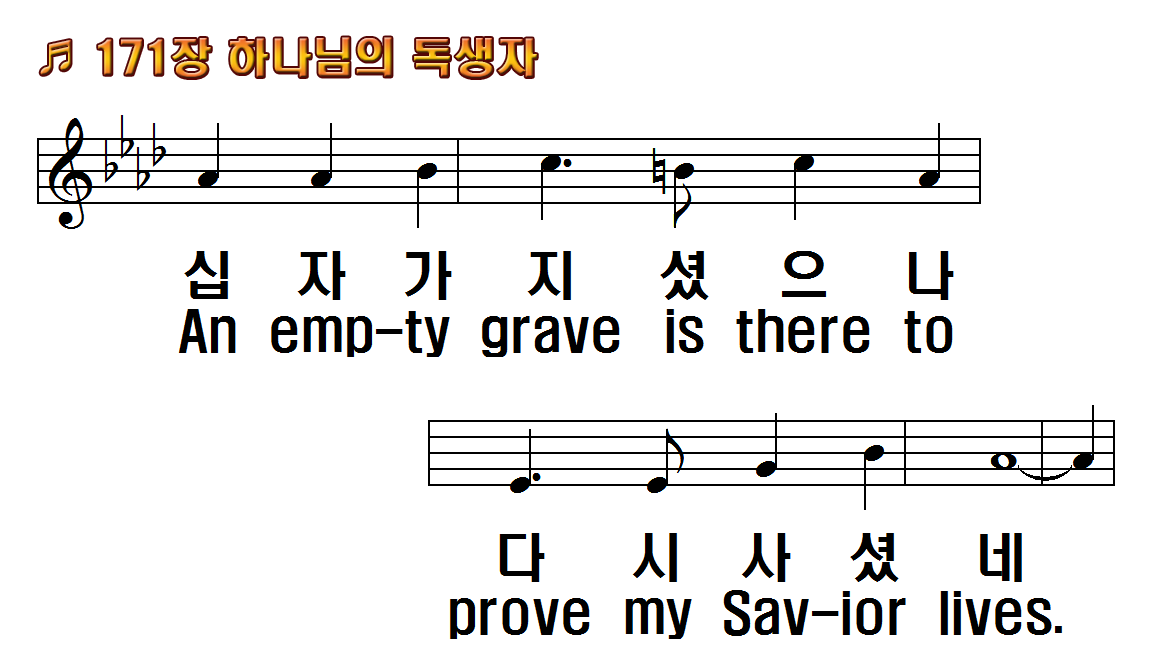 171장 하나님의 독생자
십 자 가 지 셨 으 나
An emp-ty grave is there to
다 시 사 셨 네
prove my Sav-ior lives.